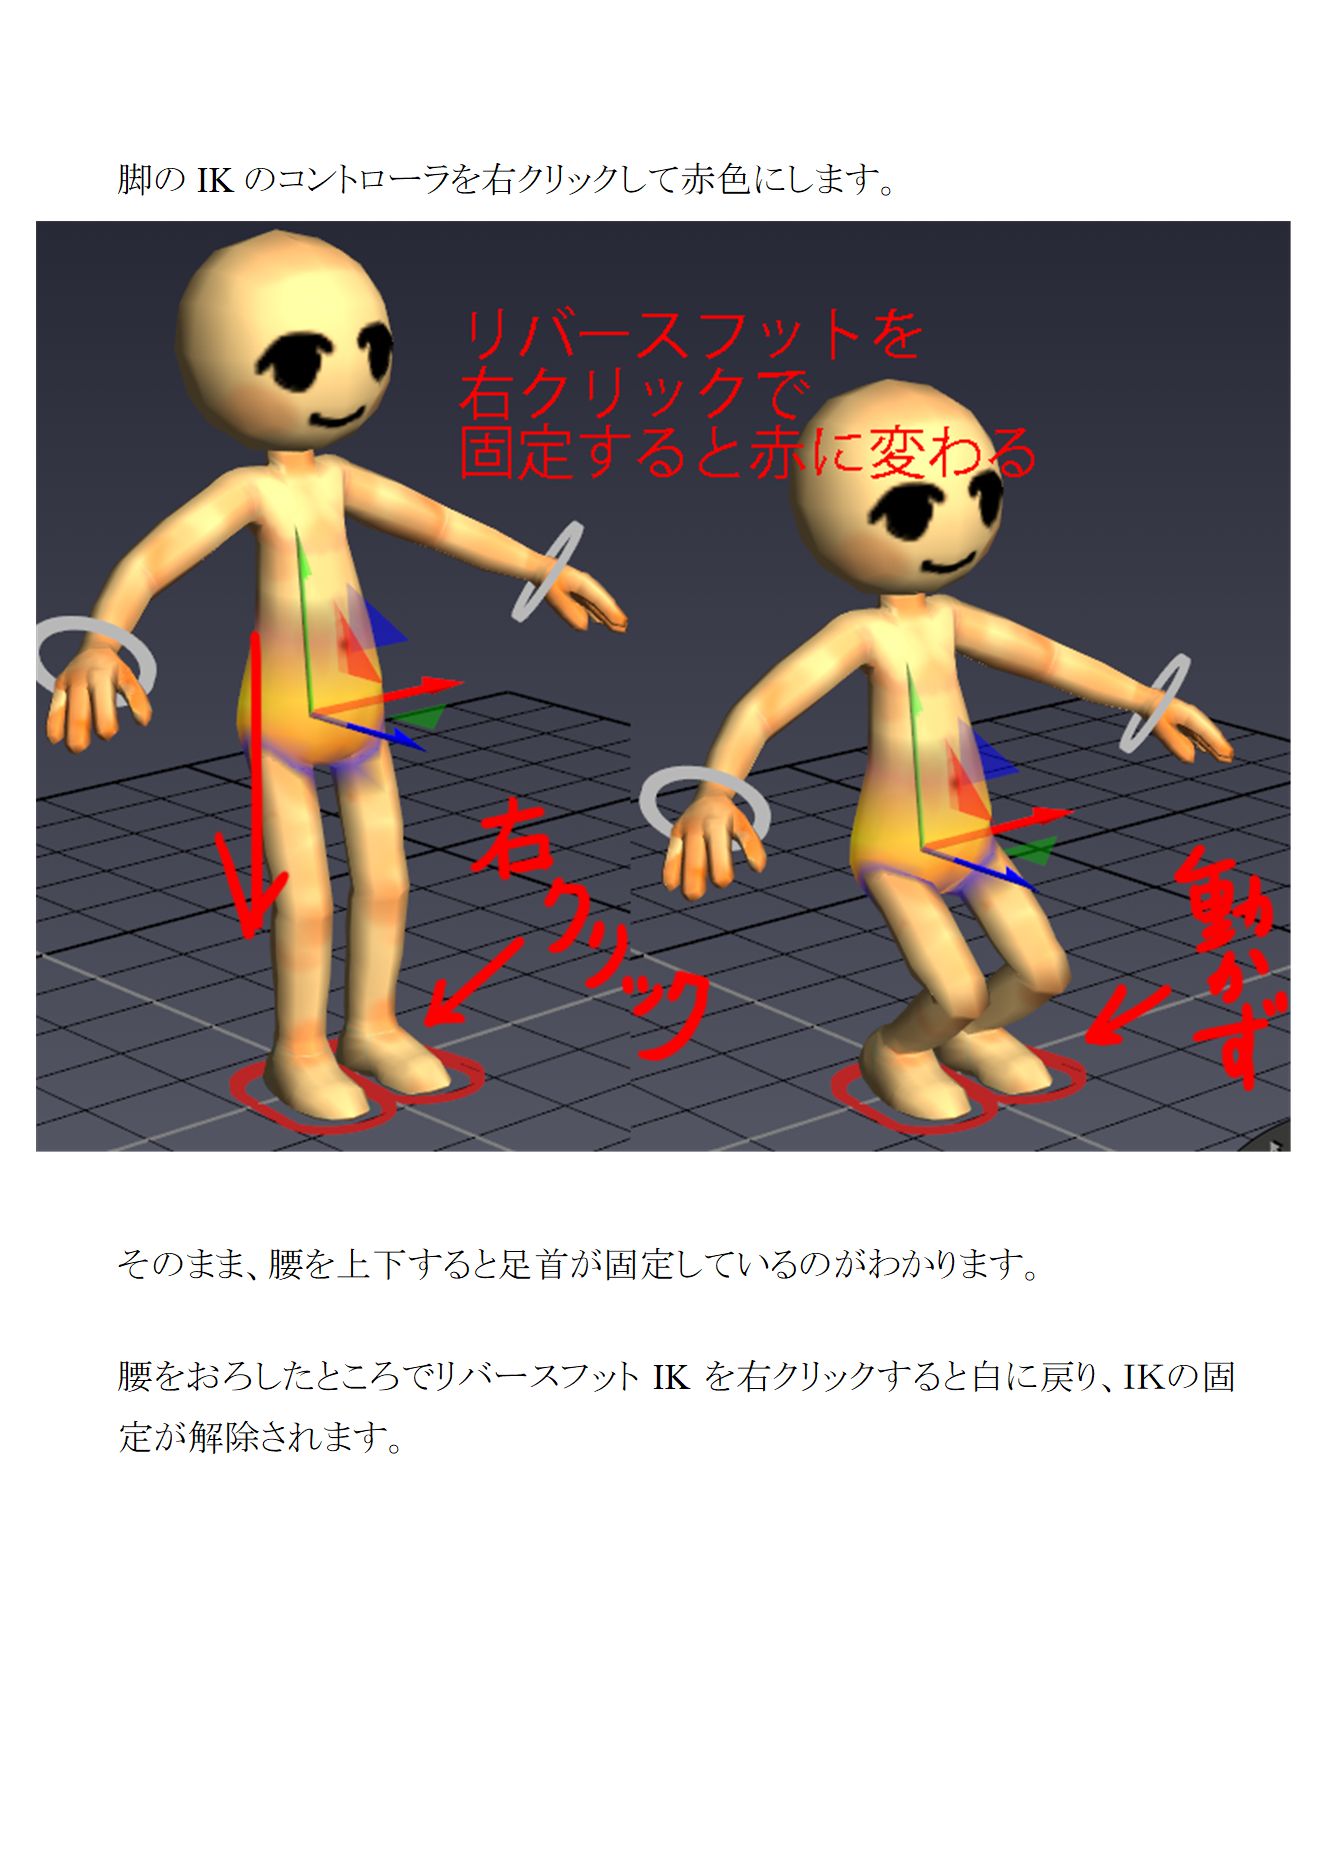 脚の IK のコントローラを右クリックして赤色にします。
リバースフットを
右クリックで
固定すると赤に変わる
右クリック
動かず
そのまま、腰を上下すると足首が固定しているのがわかります。
腰をおろしたところでリバースフット IK を右クリックすると白に戻り、ＩＫの固
定が解除されます。